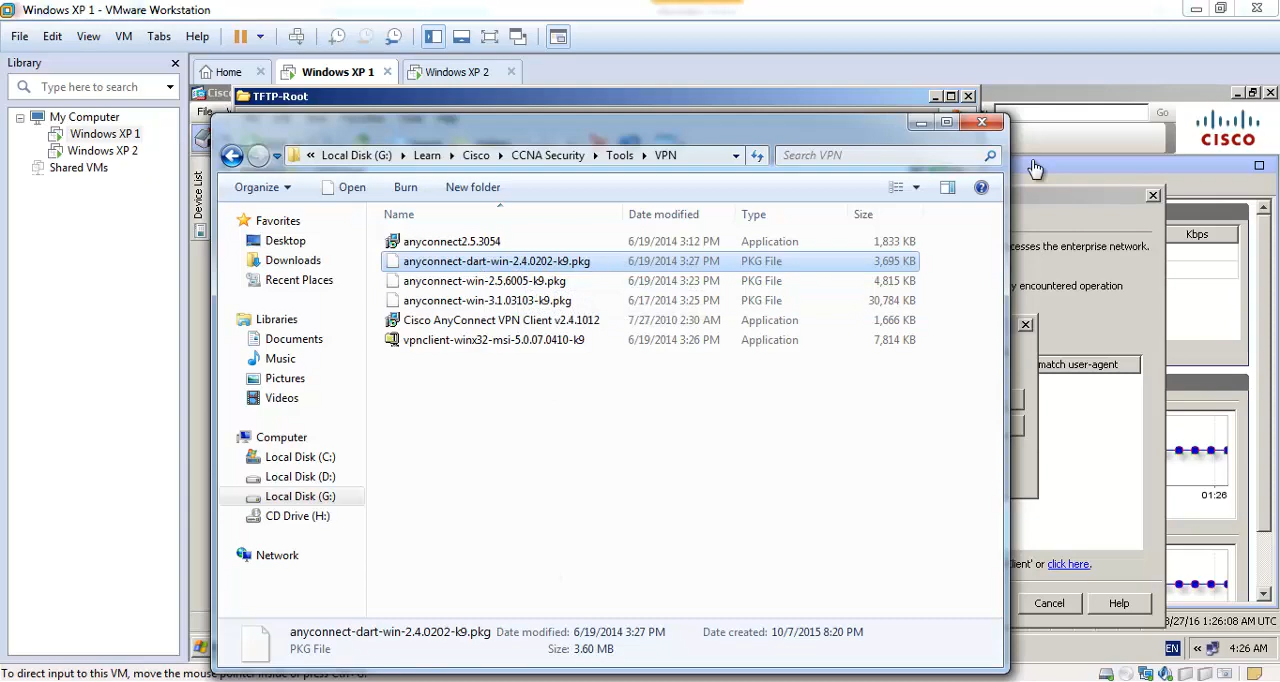 Windows XP 1 - VMware Workstation
File Edit View VM Tabs Help
Library
Type here to search
My Computer
Windows XP 1
Windows XP 2
Shared VMs
Home
Windows XP 1
Windows XP 2
Cisco
TFTP-Root
File
Go
CISCO
Device List
« Local Disk (G:) Learn Cisco CCNA Security Tools VPN
Search VPN
Organize Open Burn New folder
Favorites
Desktop
Downloads
Recent Places
Libraries
Documents
Music
Pictures
Videos
Computer
Local Disk (C:)
Local Disk (D:)
Local Disk (G:)
CD Drive (H:)
Network
Name Date modified Type Size
anyconnect2.5.3054 6/19/2014 3:12 PM Application 1,833 KB
anyconnect-dart-win-2.4.0202-k9.pkg 6/19/2014 3:27 PM PKG File 3,695 KB
anyconnect-win-2.5.6005-k9.pkg 6/19/2014 3:23 PM PKG File 4,815 KB
anyconnect-win-3.1.03103-k9.pkg 6/17/2014 3:25 PM PKG File 30,784 KB
Cisco AnyConnect VPN Client v2.4.1012 7/27/2010 2:30 AM Application 1,666 KB
vpnclient-winx32-msi-5.0.07.0410-k9 6/19/2014 3:26 PM Application 7,814 KB
anyconnect-dart-win-2.4.0202-k9.pkg Date modified: 6/19/2014 3:27 PM Date created: 10/7/2015 8:20 PM
PKG File Size: 3.60 MB
cesses the enterprise network.
y encountered operation
match user-agent
Kbps
01:26
lient' or click here.
Cancel Help
3/27/16 1:26:08 AM UTC
EN « 4:26 AM
To direct input to this VM, move the mouse pointer inside or press Ctrl+G.